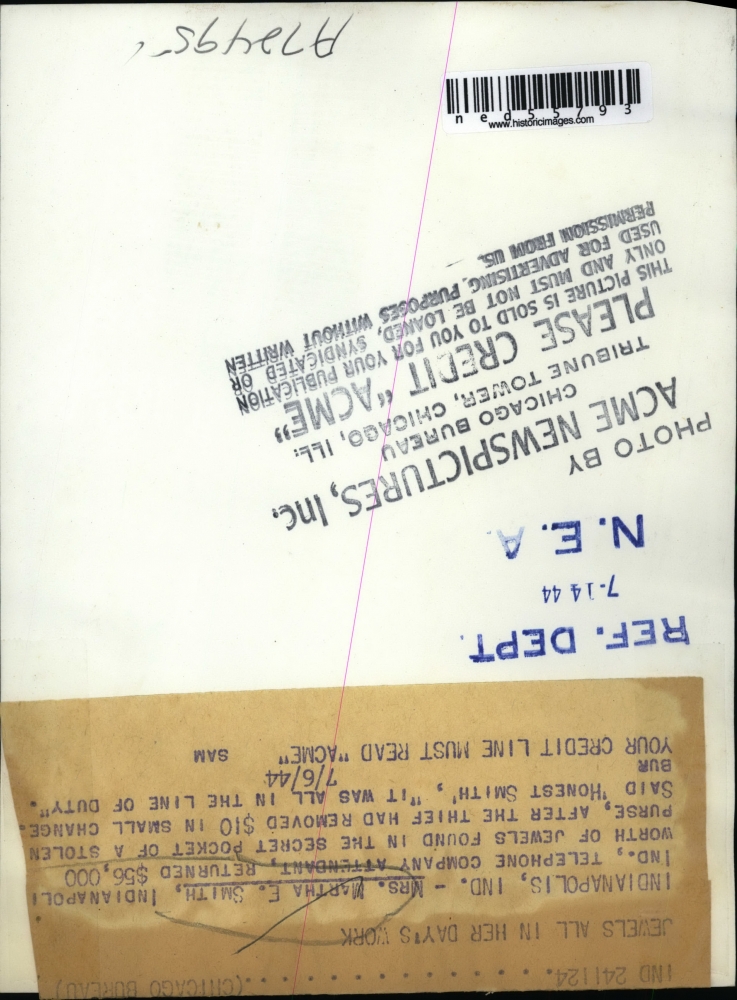 A72495
ned55793
www.historicimages.com
IND 241124.....................(CHICAGO BUREAU)
JEWELS ALL IN HER DAY'S WORK
INDIANAPOLIS, IND. - MRS. MARTHA E. SMITH, INDIANAPOLI
IND., TELEPHONE COMPANY ATTENDANT, RETURNED $56,000
WORTH OF JEWELS FOUND IN THE SECRET POCKET OF A STOLEN
PURSE, AFTER THE THIEF HAD REMOVED $10 IN SMALL CHANGE.
SAID 'HONEST SMITH', "IT WAS ALL IN THE LINE OF DUTY".
BUR 7/6/44
YOUR CREDIT LINE MUST READ "ACME" SAM
REF. DEPT.
7-14 44
N. E. A.
PHOTO BY
ACME NEWSPICTURES, Inc.
CHICAGO BUREAU
TRIBUNE TOWER, CHICAGO, ILL.
PLEASE CREDIT "ACME"
THIS PICTURE IS SOLD TO YOU FOR YOUR PUBLICATION
ONLY AND MUST NOT BE LOANED, SYNDICATED OR
USED FOR ADVERTISING PURPOSES WITHOUT WRITTEN
PERMISSION FROM US.